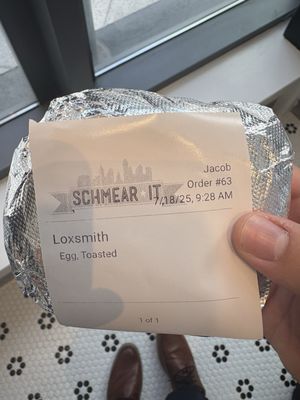 Jacob
Order #63
SCHMEAR IT
7/18/25, 9:28 AM
Loxsmith
Egg, Toasted
1 of 1